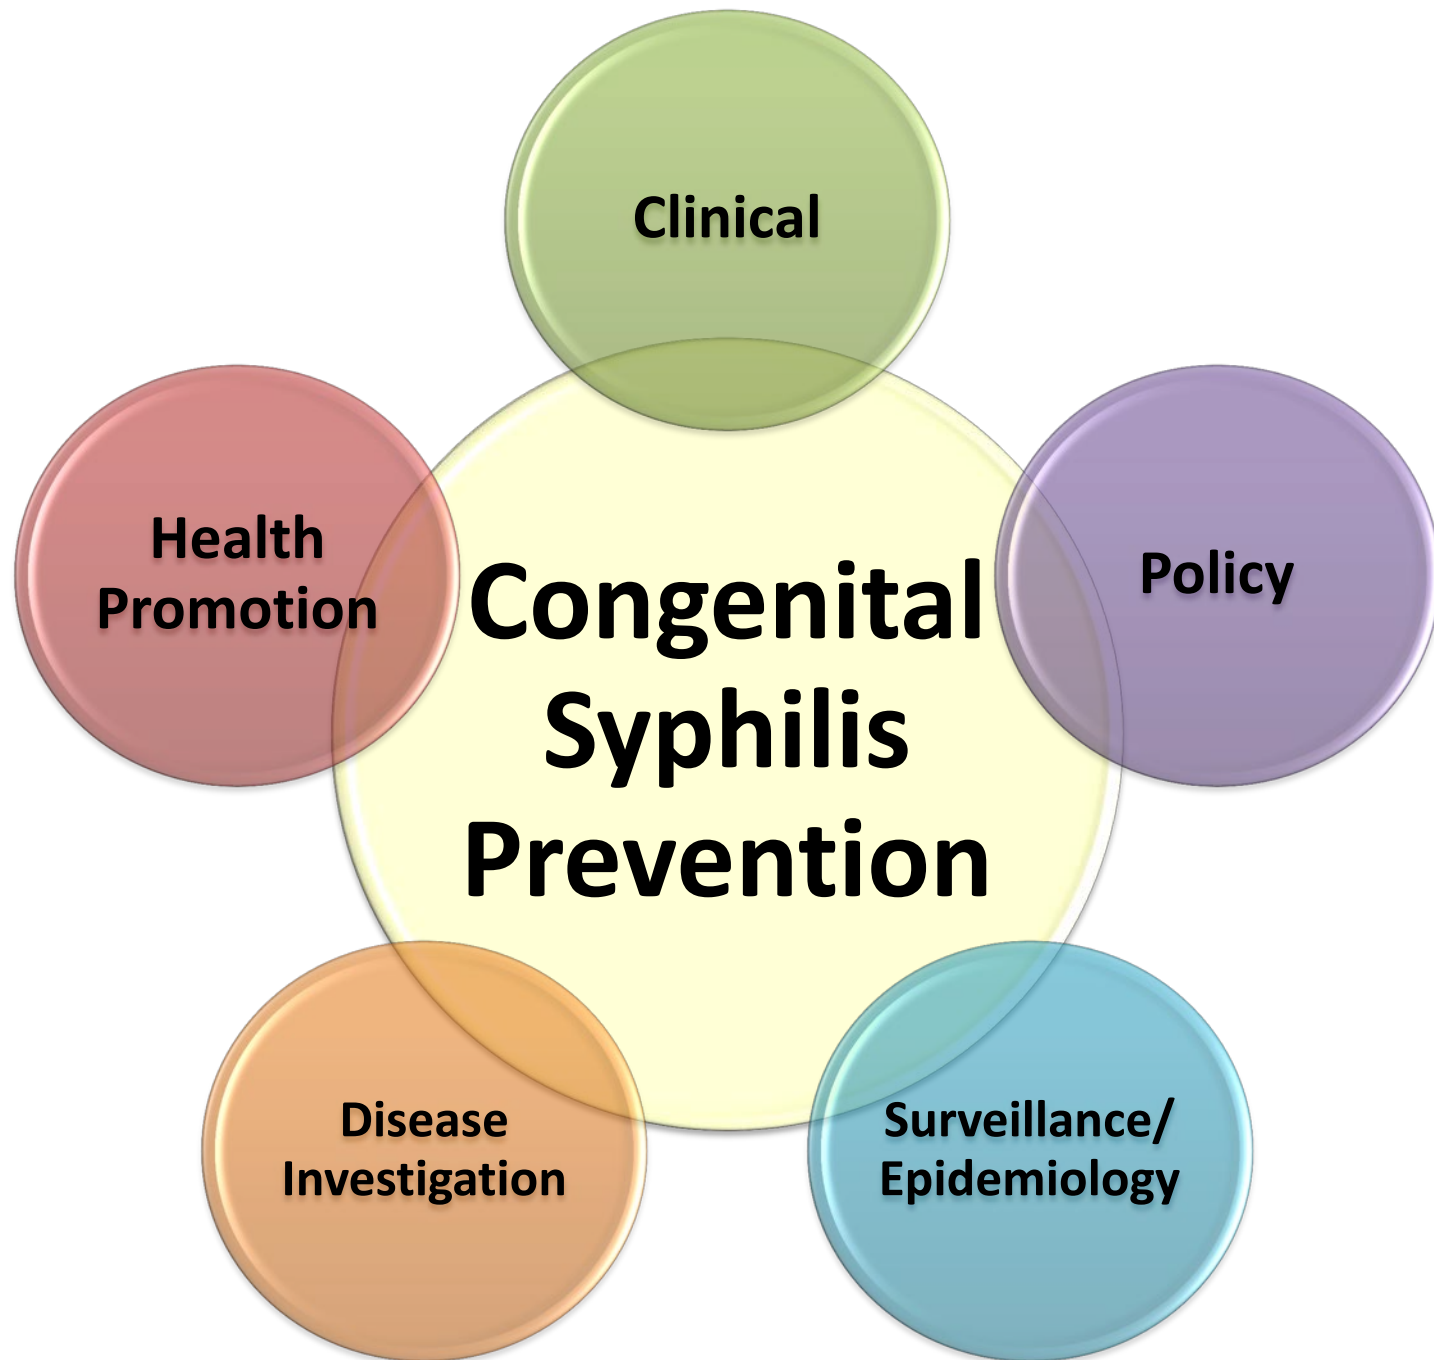 Clinical
Health
Promotion
Policy
Congenital
Syphilis
Prevention
Disease
Investigation
Surveillance/
Epidemiology